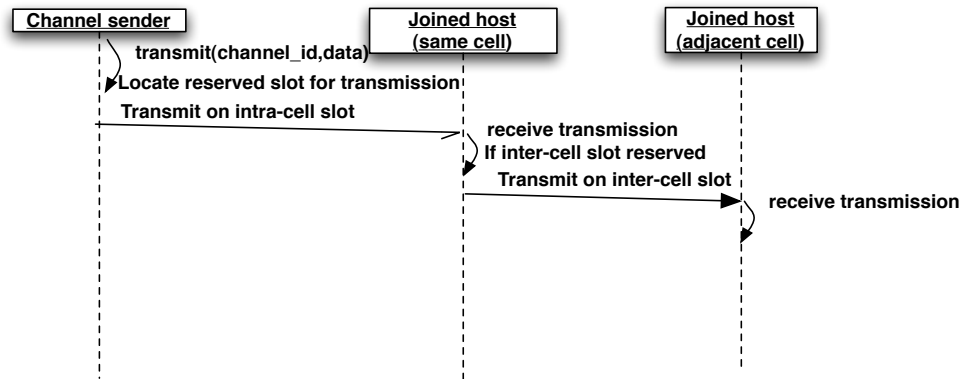 Channel sender
Joined host
(same cell)
Joined host
(adjacent cell)
transmit(channel_id,data)
Locate reserved slot for transmission
Transmit on intra-cell slot
receive transmission
If inter-cell slot reserved
Transmit on inter-cell slot
receive transmission